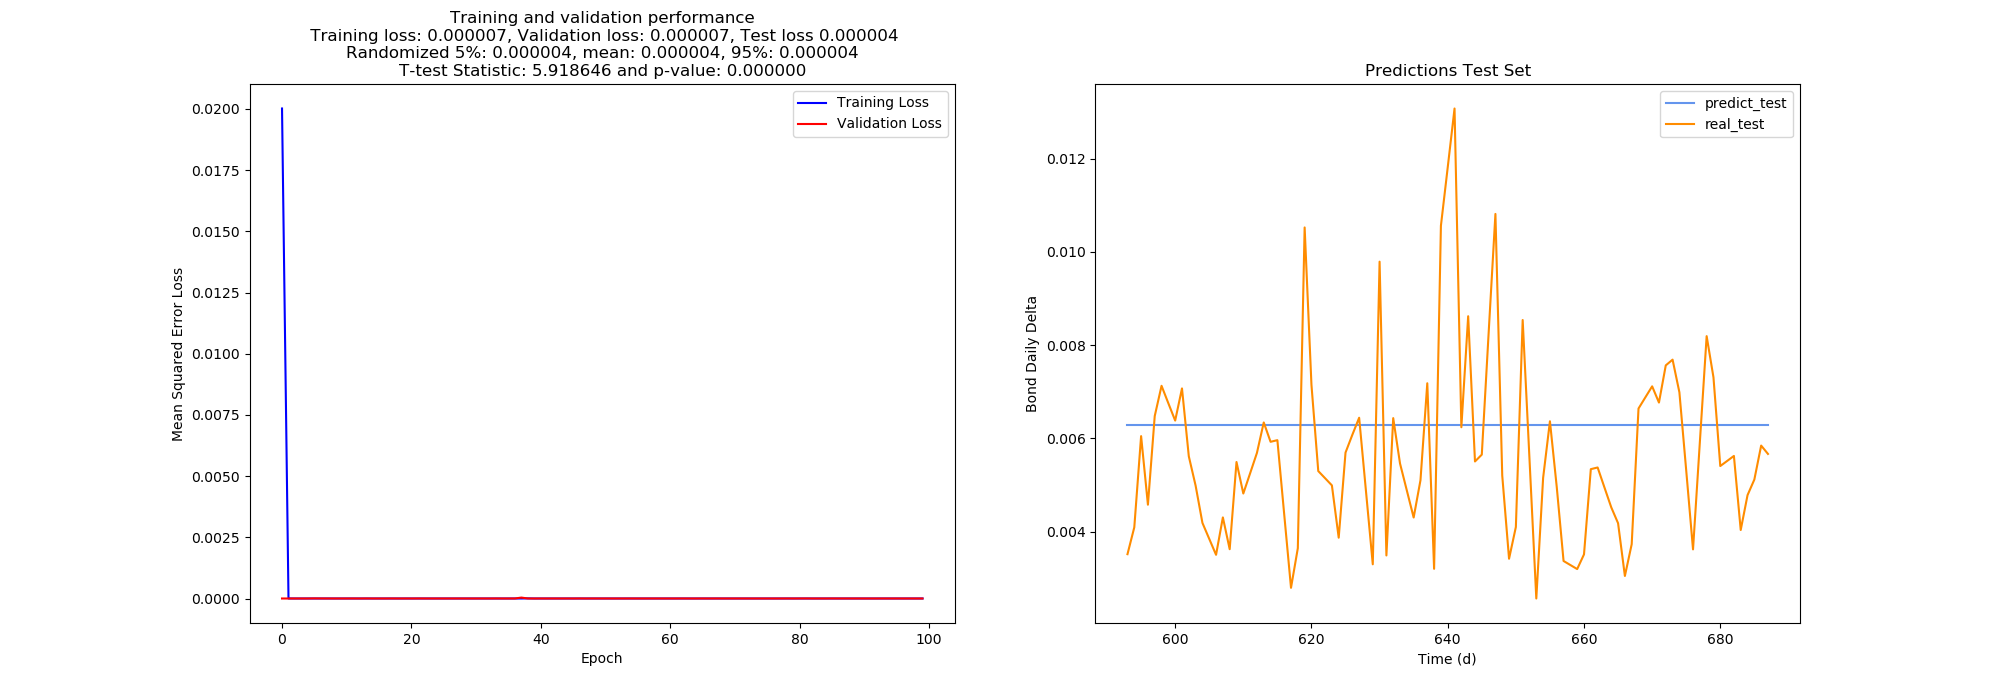 Training and validation performance
Training loss: 0.000007, Validation loss: 0.000007, Test loss 0.000004
Randomized 5%: 0.000004, mean: 0.000004, 95%: 0.000004
T-test Statistic: 5.918646 and p-value: 0.000000
Training Loss
Validation Loss
0.0200
0.0175
0.0150
0.0125
0.0100
0.0075
0.0050
0.0025
0.0000
Mean Squared Error Loss
0 20 40 60 80 100
Epoch
Predictions Test Set
predict_test
real_test
0.012
0.010
0.008
0.006
0.004
Bond Daily Delta
600 620 640 660 680
Time (d)